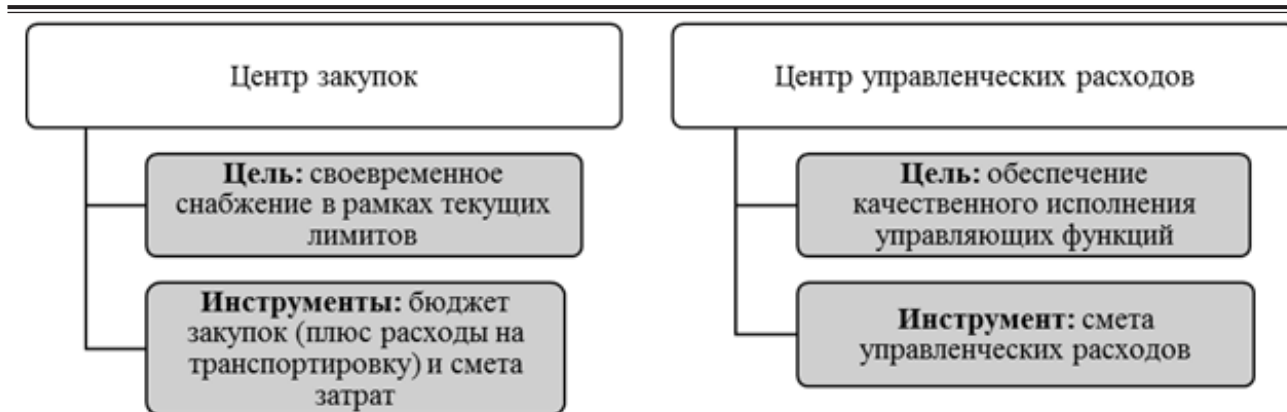 Центр закупок
Цель: своевременное
снабжение в рамках текущих
лимитов
Инструменты: бюджет
закупок (плюс расходы на
транспортировку) и смета
затрат
Центр управленческих расходов
Цель: обеспечение
качественного исполнения
управляющих функций
Инструмент: смета
управленческих расходов